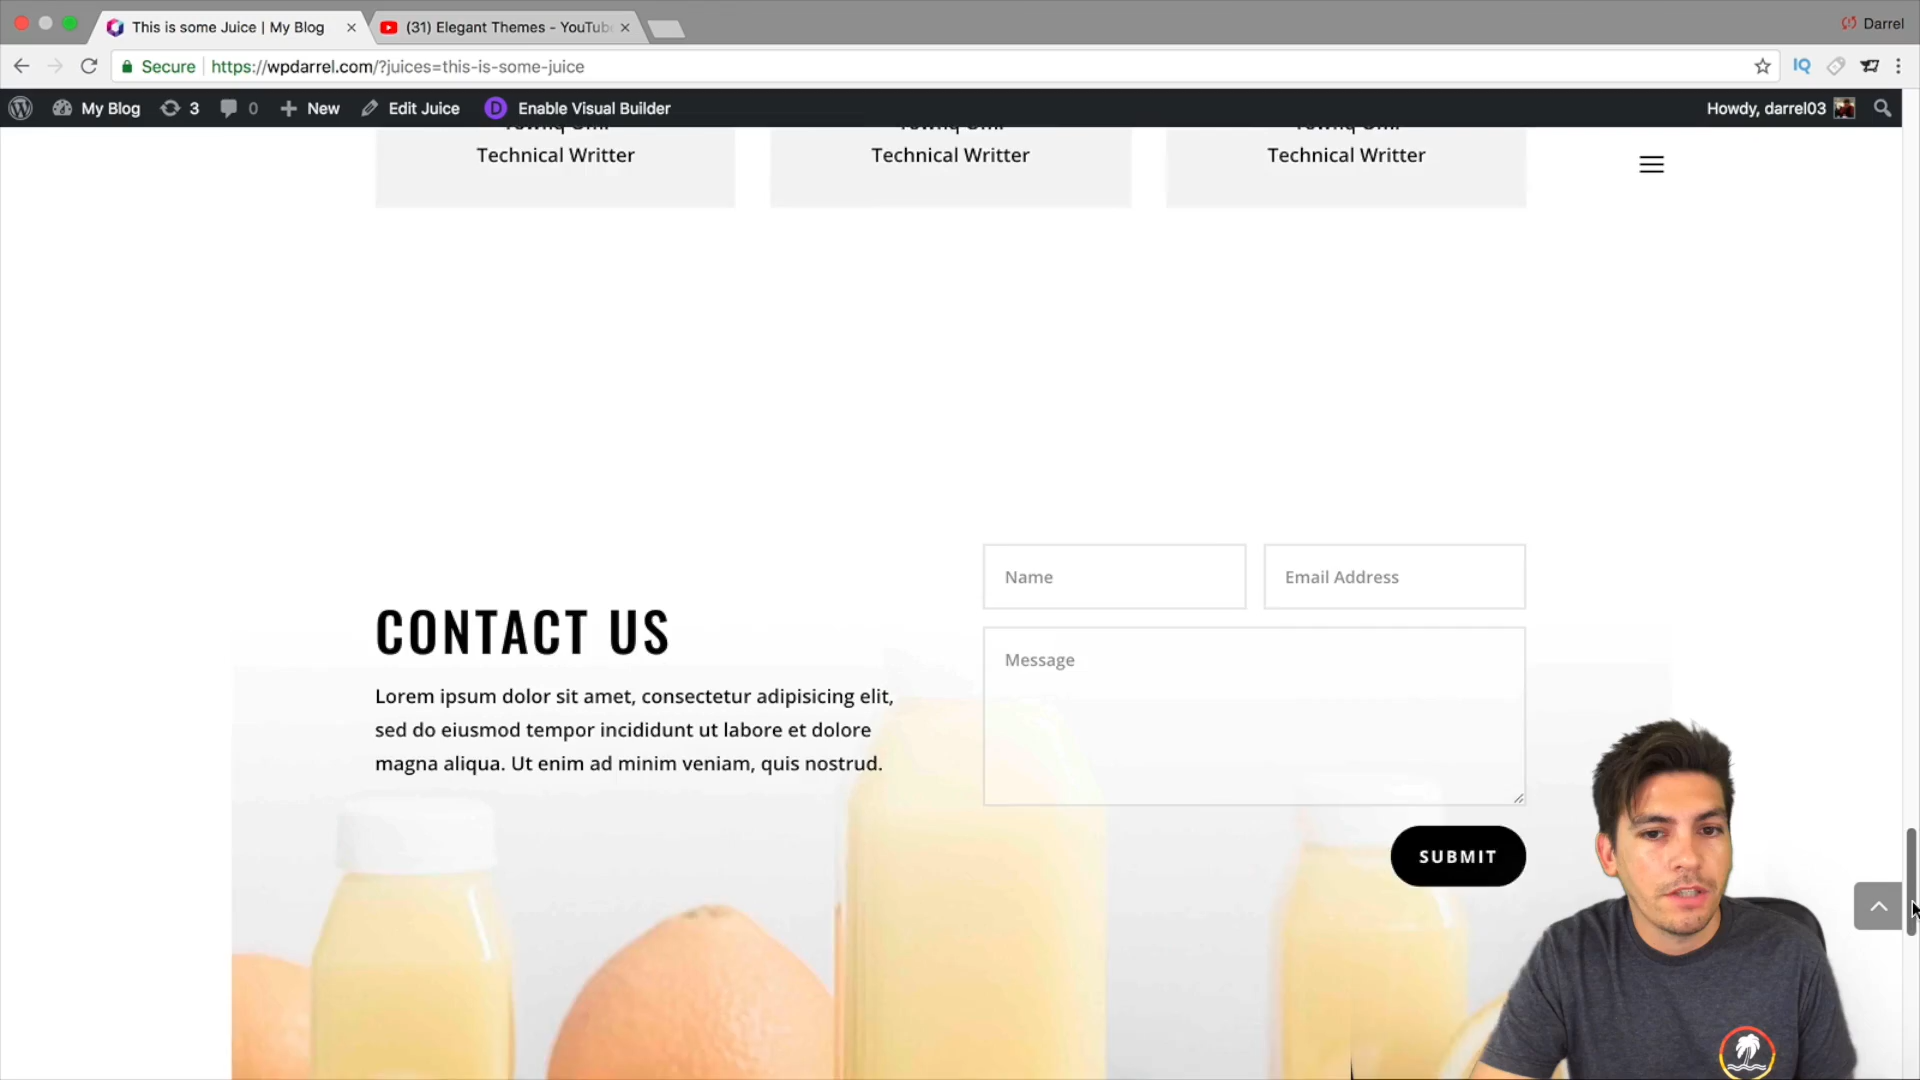 This is some Juice | My Blog
(31) Elegant Themes - YouTub
Darrel
Secure
https://wpdarrel.com/?juices=this-is-some-juice
IQ
My Blog
3
0
New
Edit Juice
D
Enable Visual Builder
Howdy, darrel03
Technical Writter
Technical Writter
Technical Writter
Name
Email Address
CONTACT US
Message
Lorem ipsum dolor sit amet, consectetur adipisicing elit,
sed do eiusmod tempor incididunt ut labore et dolore
magna aliqua. Ut enim ad minim veniam, quis nostrud.
SUBMIT